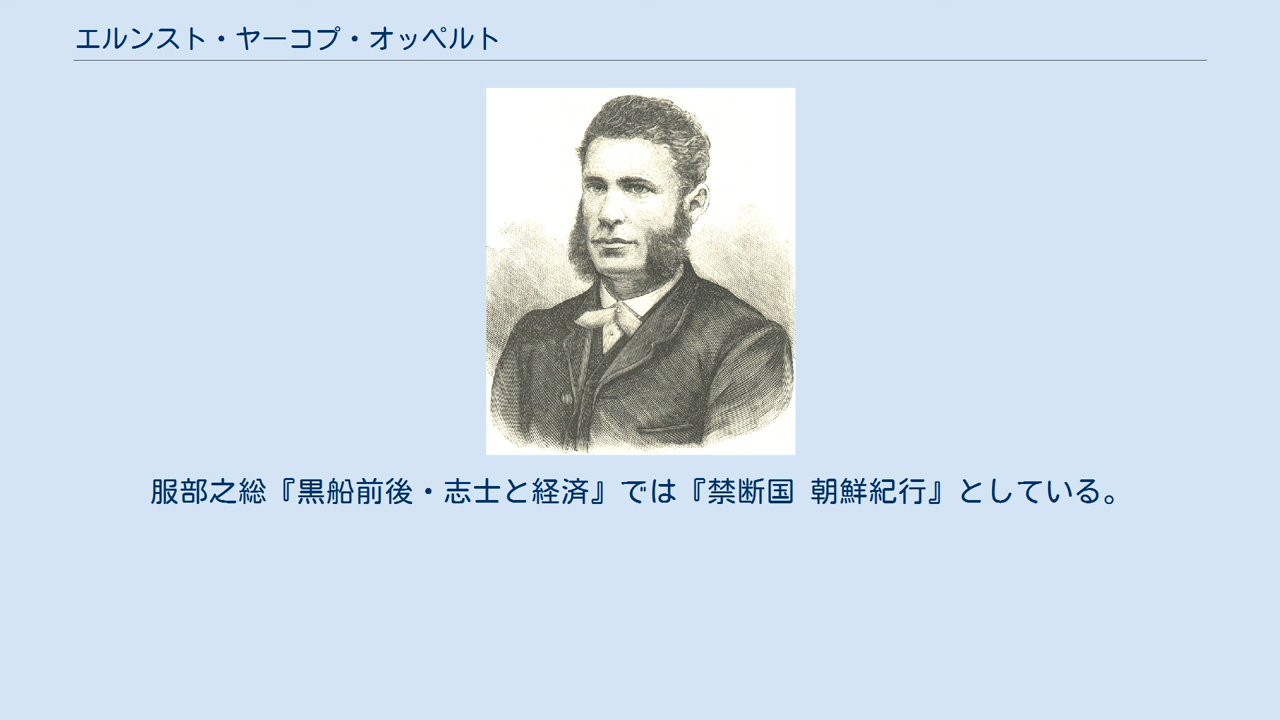 エルンスト・ヤーコプ・オッペルト
服部之総『黒船前後・志士と経済』では『禁断国 朝鮮紀行』としている。